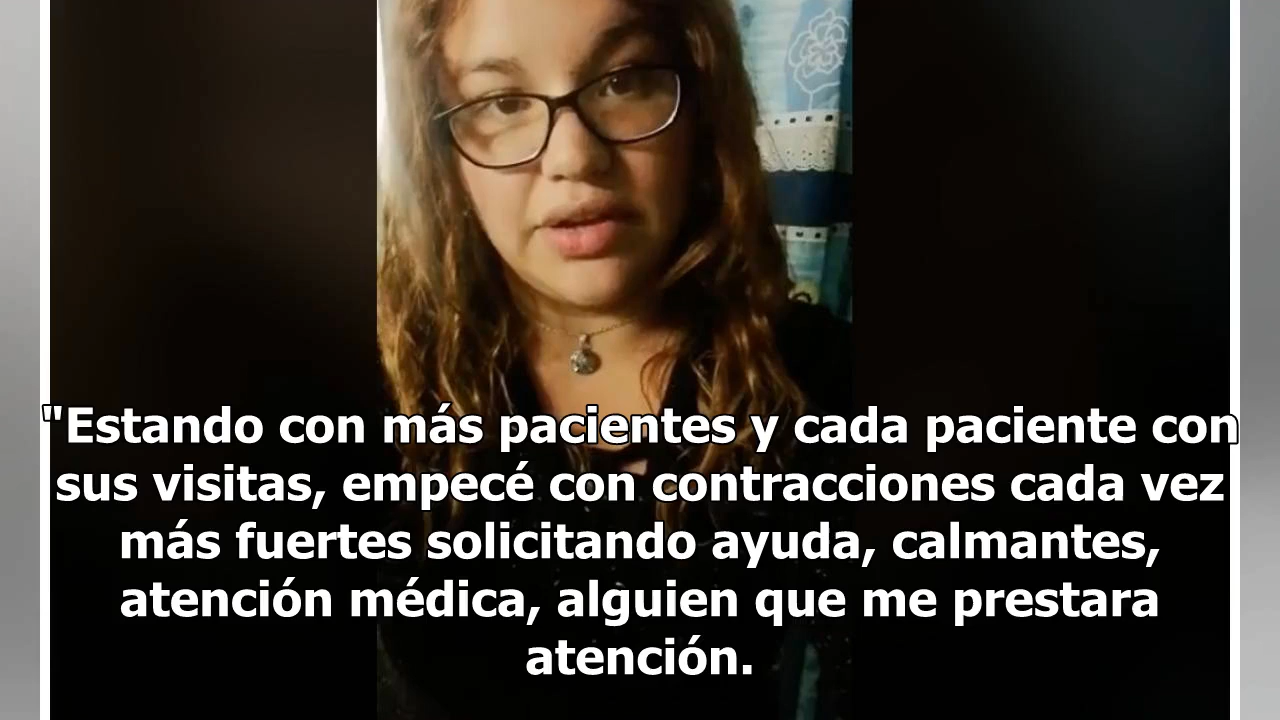 "Estando con más pacientes y cada paciente con
sus visitas, empecé con contracciones cada vez
más fuertes solicitando ayuda, calmantes,
atención médica, alguien que me prestara
atención.